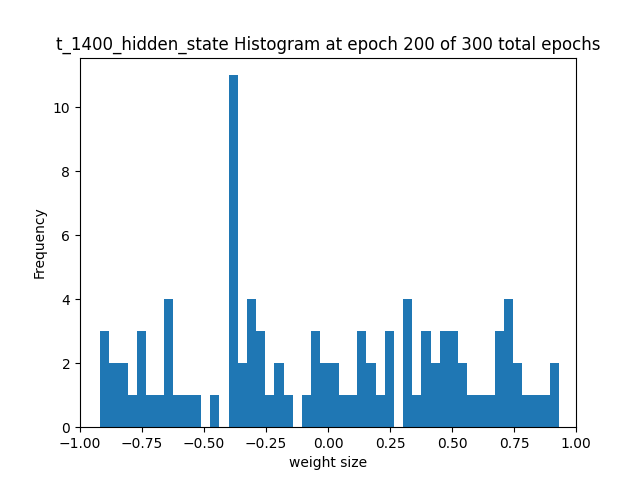 t_1400_hidden_state Histogram at epoch 200 of 300 total epochs
10
8
6
4
2
0
Frequency
−1.00 −0.75 −0.50 −0.25 0.00 0.25 0.50 0.75 1.00
weight size